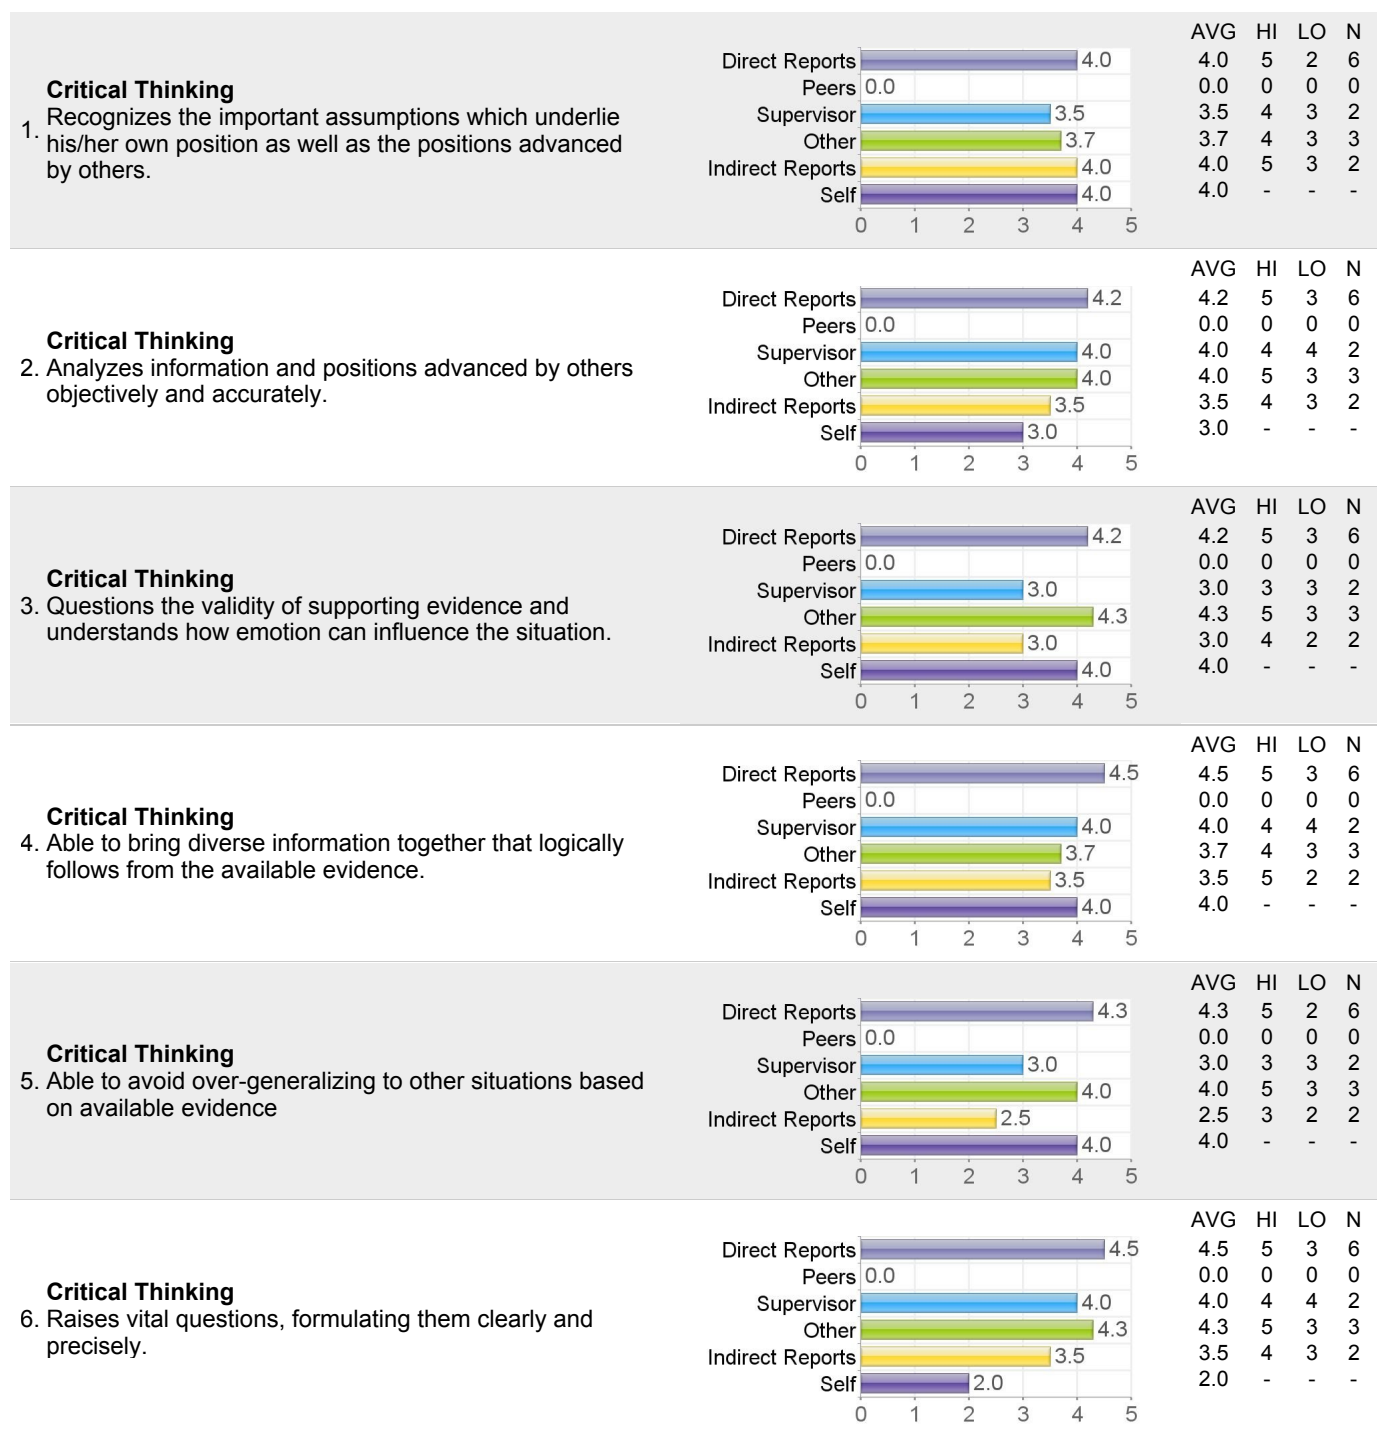 AVG HI LO N
Critical Thinking
1. Recognizes the important assumptions which underlie
his/her own position as well as the positions advanced
by others.
Direct Reports 4.0 4.0 5 2 6
Peers 0.0 0.0 0 0 0
Supervisor 3.5 3.5 4 3 2
Other 3.7 3.7 4 3 3
Indirect Reports 4.0 4.0 5 3 2
Self 4.0 4.0 - - -
0 1 2 3 4 5
AVG HI LO N
Critical Thinking
2. Analyzes information and positions advanced by others
objectively and accurately.
Direct Reports 4.2 4.2 5 3 6
Peers 0.0 0.0 0 0 0
Supervisor 4.0 4.0 4 4 2
Other 4.0 4.0 5 3 3
Indirect Reports 3.5 3.5 4 3 2
Self 3.0 3.0 - - -
0 1 2 3 4 5
AVG HI LO N
Critical Thinking
3. Questions the validity of supporting evidence and
understands how emotion can influence the situation.
Direct Reports 4.2 4.2 5 3 6
Peers 0.0 0.0 0 0 0
Supervisor 3.0 3.0 3 3 2
Other 4.3 4.3 5 3 3
Indirect Reports 3.0 3.0 4 2 2
Self 4.0 4.0 - - -
0 1 2 3 4 5
AVG HI LO N
Critical Thinking
4. Able to bring diverse information together that logically
follows from the available evidence.
Direct Reports 4.5 4.5 5 3 6
Peers 0.0 0.0 0 0 0
Supervisor 4.0 4.0 4 4 2
Other 3.7 3.7 4 3 3
Indirect Reports 3.5 3.5 5 2 2
Self 4.0 4.0 - - -
0 1 2 3 4 5
AVG HI LO N
Critical Thinking
5. Able to avoid over-generalizing to other situations based
on available evidence
Direct Reports 4.3 4.3 5 2 6
Peers 0.0 0.0 0 0 0
Supervisor 3.0 3.0 3 3 2
Other 4.0 4.0 5 3 3
Indirect Reports 2.5 2.5 3 2 2
Self 4.0 4.0 - - -
0 1 2 3 4 5
AVG HI LO N
Critical Thinking
6. Raises vital questions, formulating them clearly and
precisely.
Direct Reports 4.5 4.5 5 3 6
Peers 0.0 0.0 0 0 0
Supervisor 4.0 4.0 4 4 2
Other 4.3 4.3 5 3 3
Indirect Reports 3.5 3.5 4 3 2
Self 2.0 2.0 - - -
0 1 2 3 4 5